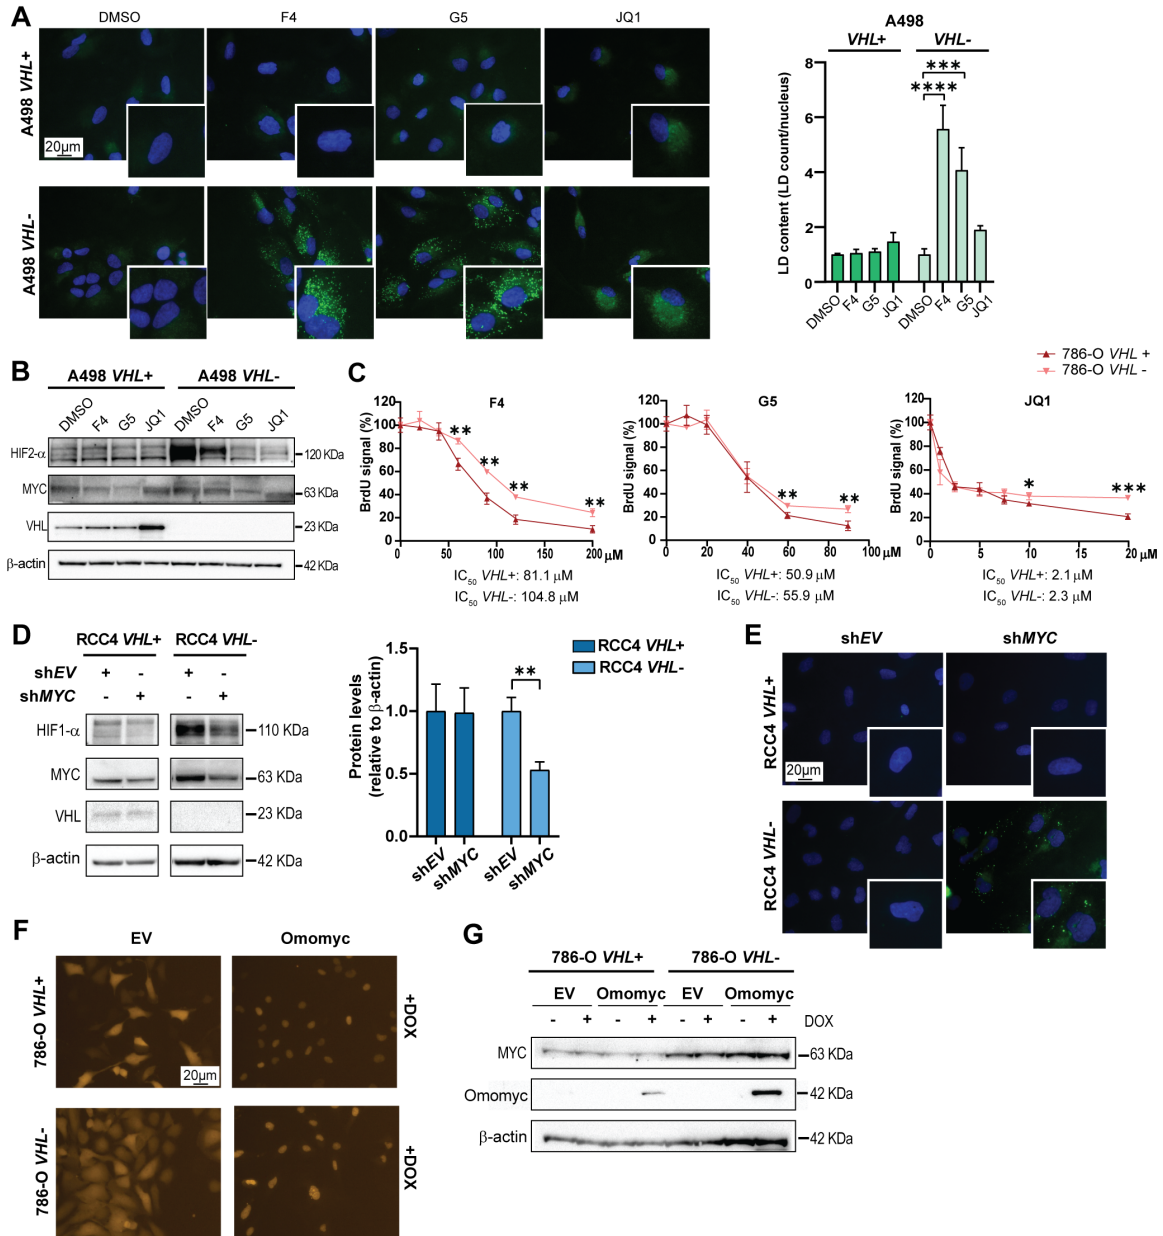 A
DMSO F4 G5 JQ1
A498 VHL+
20μm
A498 VHL-
A498
VHL+ VHL-
LD content (LD count/nucleus)
8
6
4
2
0
*** 
****
DMSO F4 G5 JQ1 DMSO F4 G5 JQ1
B
A498 VHL+ A498 VHL-
DMSO F4 G5 JQ1 DMSO F4 G5 JQ1
HIF2-α 120 KDa
MYC 63 KDa
VHL 23 KDa
β-actin 42 KDa
C
786-O VHL +
786-O VHL -
F4
BrdU signal (%)
120
100
80
60
40
20
0
** ** ** **
0 50 100 150 200 μM
IC50 VHL+: 81.1 μM
IC50 VHL-: 104.8 μM
G5
BrdU signal (%)
120
100
80
60
40
20
0
** **
0 20 40 60 80 100 μM
IC50 VHL+: 50.9 μM
IC50 VHL-: 55.9 μM
JQ1
BrdU signal (%)
120
100
80
60
40
20
0
* ***
0 5 10 15 20 μM
IC50 VHL+: 2.1 μM
IC50 VHL-: 2.3 μM
D
RCC4 VHL+ RCC4 VHL-
shEV + - + -
shMYC - + - +
HIF1-α 110 KDa
MYC 63 KDa
VHL 23 KDa
β-actin 42 KDa
Protein levels
(relative to β-actin)
1.5
1.0
0.5
0.0
**
RCC4 VHL+
RCC4 VHL-
shEV shMYC shEV shMYC
E
shEV shMYC
RCC4 VHL+
20μm
RCC4 VHL-
F
EV Omomyc
786-O VHL+
20μm
+DOX
786-O VHL-
+DOX
G
786-O VHL+ 786-O VHL-
EV Omomyc EV Omomyc
- + - + - + - + DOX
MYC 63 KDa
Omomyc 42 KDa
β-actin 42 KDa